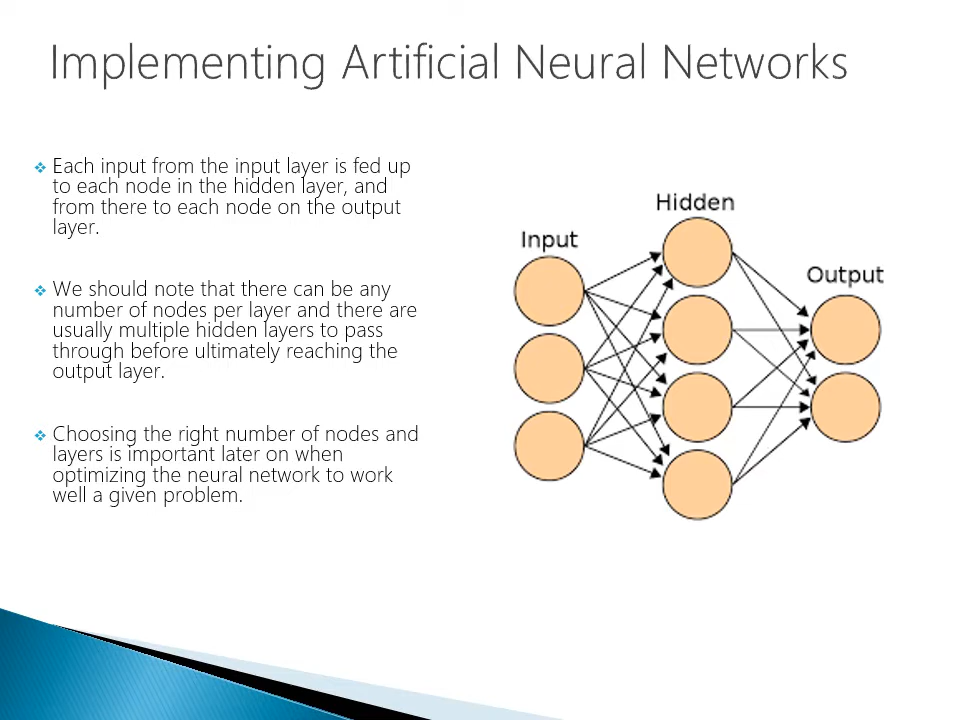 Implementing Artificial Neural Networks
Each input from the input layer is fed up
to each node in the hidden layer, and
from there to each node on the output
layer.
We should note that there can be any
number of nodes per layer and there are
usually multiple hidden layers to pass
through before ultimately reaching the
output layer.
Choosing the right number of nodes and
layers is important later on when
optimizing the neural network to work
well a given problem.
Input
Hidden
Output